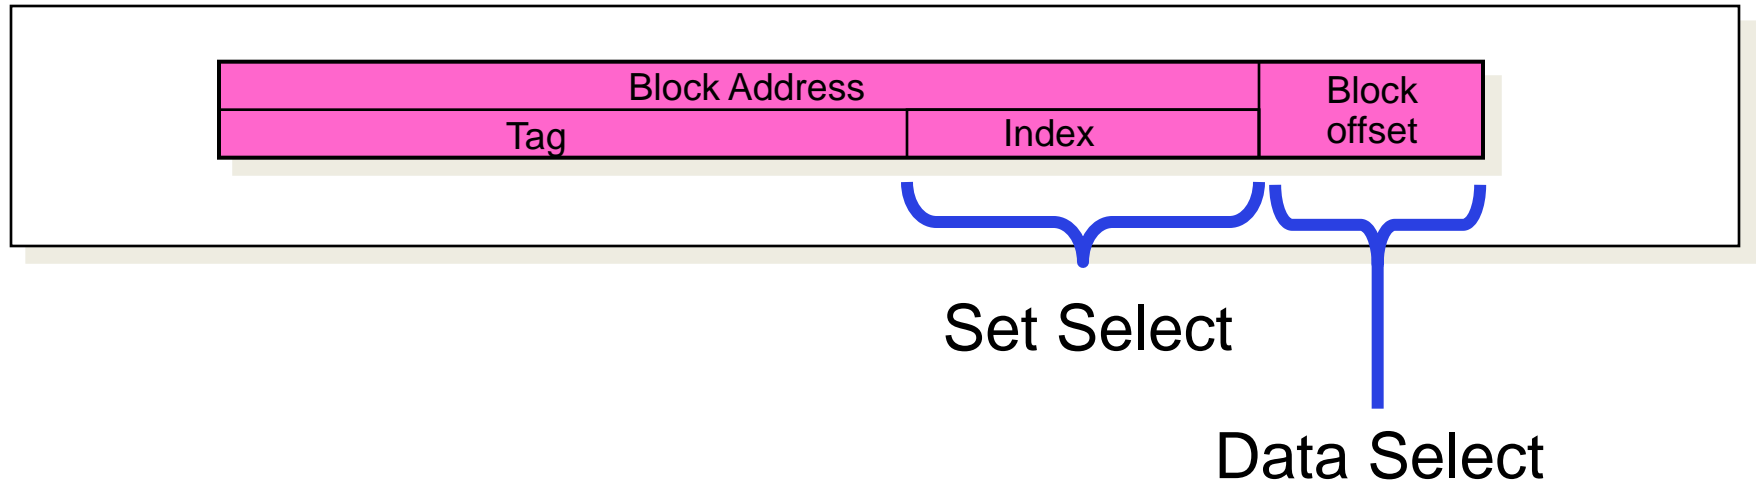 Block Address
Block
offset
Tag
Index
Set Select
Data Select